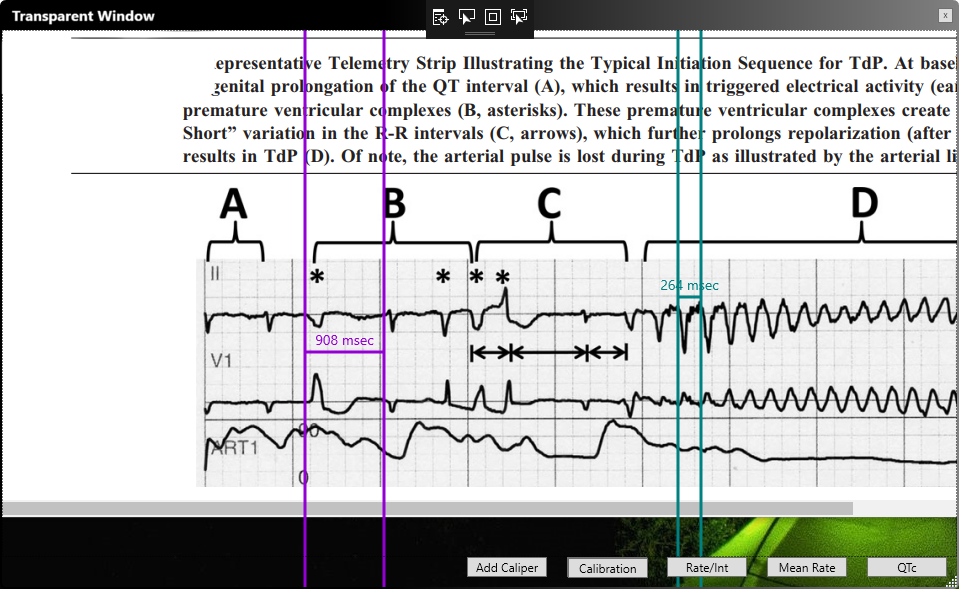 Transparent Window
x
epresentative Telemetry Strip Illustrating the Typical Initiation Sequence for TdP. At
genital prolongation of the QT interval (A), which results in triggered electrical activity
premature ventricular complexes (B, asterisks). These premature ventricular complexes create
Short” variation in the R-R intervals (C, arrows), which further prolongs repolarization (after
results in TdP (D). Of note, the arterial pulse is lost during TdP as illustrated by the arterial
A B C D
II * * * *
264 msec
908 msec
V1
ART1
0
Add Caliper Calibration Rate/Int Mean Rate QTc